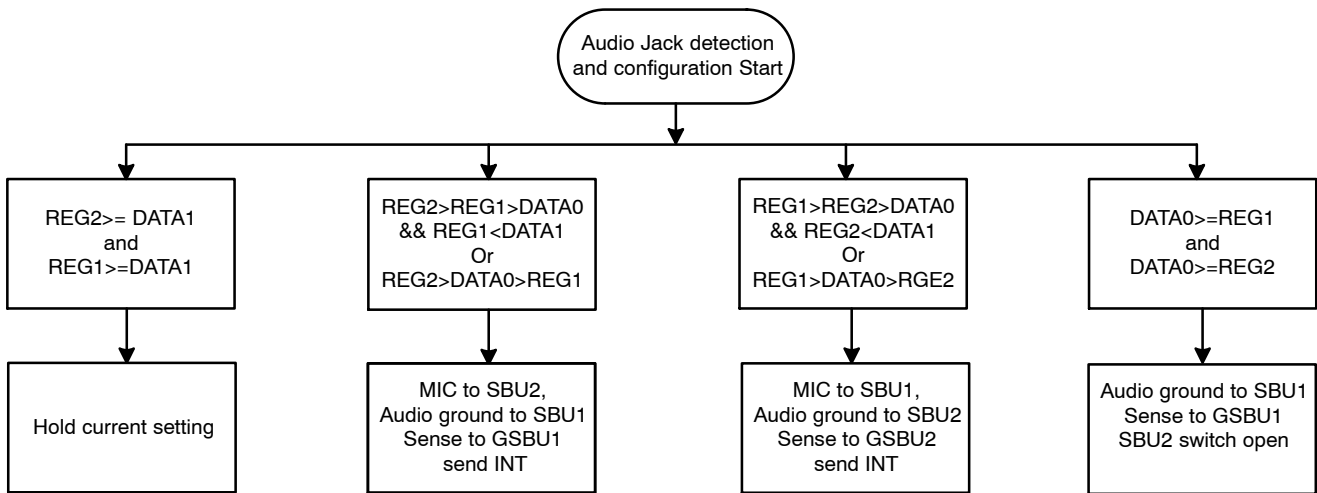 Audio Jack detection
and configuration Start
REG2>= DATA1
and
REG1>=DATA1
REG2>REG1>DATA0
&& REG1<DATA1
Or
REG2>DATA0>REG1
REG1>REG2>DATA0
&& REG2<DATA1
Or
REG1>DATA0>RGE2
DATA0>=REG1
and
DATA0>=REG2
Hold current setting
MIC to SBU2,
Audio ground to SBU1
Sense to GSBU1
send INT
MIC to SBU1,
Audio ground to SBU2
Sense to GSBU2
send INT
Audio ground to SBU1
Sense to GSBU1
SBU2 switch open